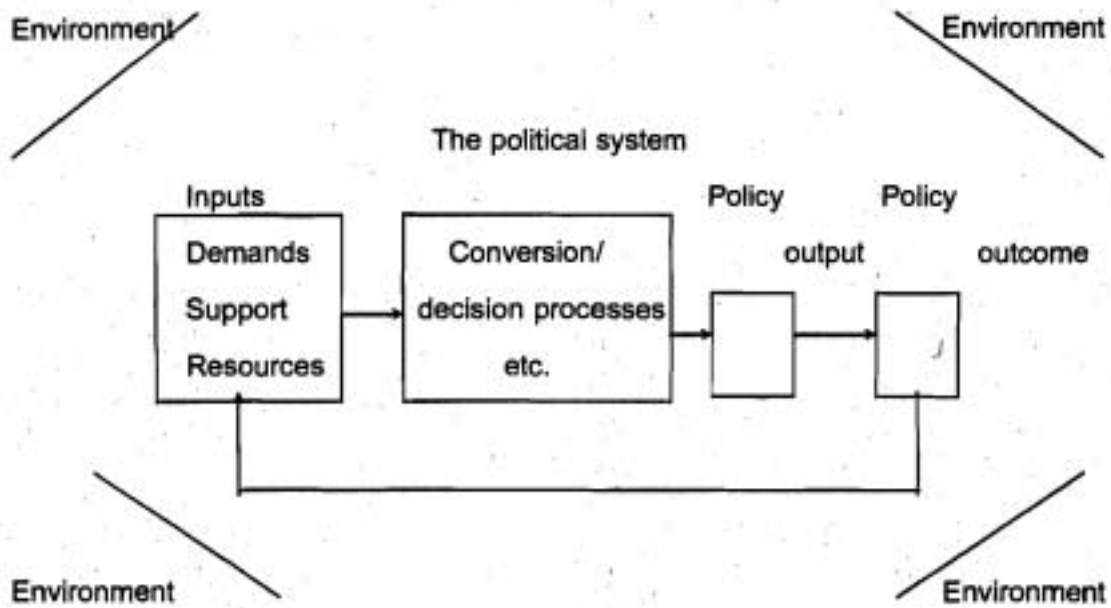 Environment Environment
The political system
Inputs Policy Policy
Demands Conversion/ output outcome
Support decision processes
Resources etc.
Environment Environment